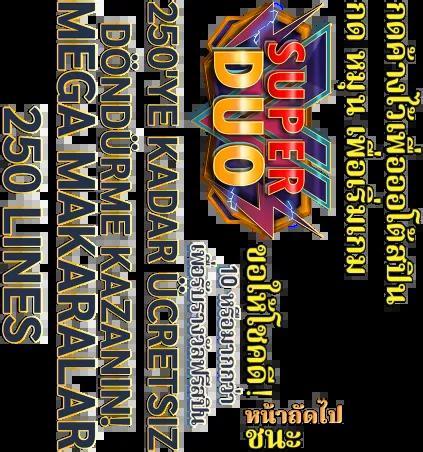 กดค้างไว้เพื่อออโต้สปิน
กด หมุน เพื่อเริ่มเกม
SUPER
DUO
ขอให้โชคดี!
10 หรือมากกว่า
เพื่อรับรางวัลฟรีสปิน
หน้าถัดไป
ชนะ
250'YE KADAR ÜCRETSIZ
DÖNDÜRME KAZANIN!
MEGA MAKARALAR
250 LINES